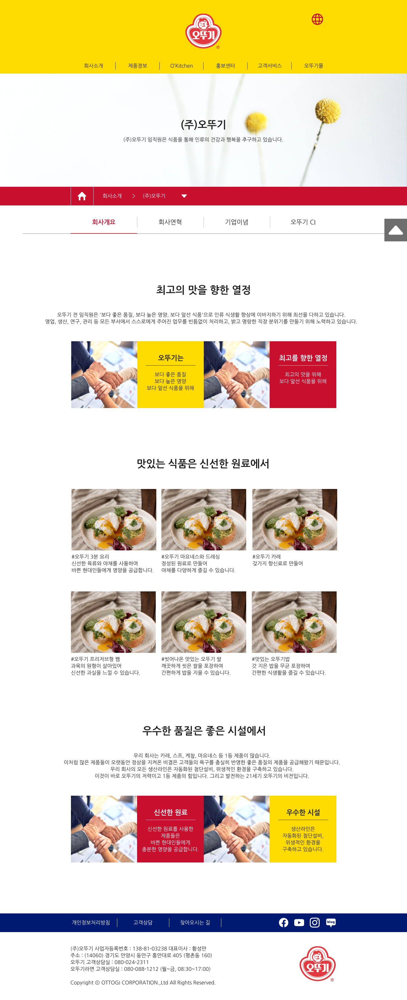 오뚜기
®
회사소개
제품정보
O'Kitchen
홍보센터
고객서비스
오뚜기몰
(주)오뚜기
(주)오뚜기 임직원은 식품을 통해 인류의 건강과 행복을 추구하고 있습니다.
회사소개 > (주)오뚜기
회사개요
회사연혁
기업이념
오뚜기 CI
최고의 맛을 향한 열정
오뚜기 전 임직원은 '보다 좋은 품질, 보다 높은 영양, 보다 앞선 식품'으로 인류 식생활 향상에 이바지하기 위해 최선을 다하고 있습니다.
영업, 생산, 연구, 관리 등 모든 부서에서 스스로에게 주어진 업무를 빈틈없이 처리하고, 밝고 명랑한 직장 분위기를 만들기 위해 노력하고 있습니다.
오뚜기는
보다 좋은 품질
보다 높은 영양
보다 앞선 식품을 위해
최고를 향한 열정
최고의 맛을 위해
보다 앞선 식품을 위해
맛있는 식품은 신선한 원료에서
#오뚜기 3분 요리
신선한 육류와 야채를 사용하여
바쁜 현대인들에게 영양을 공급합니다.
#오뚜기 마요네스와 드레싱
정성된 원료로 만들어
야채를 다양하게 즐길 수 있습니다.
#오뚜기 카레
갖가지 향신료로 만들어
#오뚜기 프리저브형 쨈
과육의 원형이 살아있어
신선한 과실을 느낄 수 있습니다.
#씻어나온 맛있는 오뚜기 쌀
깨끗하게 씻은 쌀을 포장하여
간편하게 밥을 지을 수 있습니다.
#맛있는 오뚜기밥
갓 지은 밥을 무균 포장하여
간편한 식생활을 즐길 수 있습니다.
우수한 품질은 좋은 시설에서
우리 회사는 카레, 스프, 케챂, 마요네스 등 1등 제품이 많습니다.
이처럼 많은 제품들이 오랫동안 정상을 지켜온 비결은 고객들의 욕구를 충실히 반영한 좋은 품질의 제품을 공급해왔기 때문입니다.
우리 회사의 모든 생산라인은 자동화된 첨단설비, 위생적인 환경을 구축하고 있습니다.
이것이 바로 오뚜기의 저력이고 1등 제품의 힘입니다. 그리고 발전하는 21세기 오뚜기의 비전입니다.
신선한 원료
신선한 원료를 사용한
제품들은
바쁜 현대인들에게
충분한 영양을 공급합니다.
우수한 시설
생산라인은
자동화된 첨단설비,
위생적인 환경을
구축하고 있습니다.
개인정보처리방침
고객상담
찾아오시는 길
blog
(주)오뚜기 사업자등록번호 : 138-81-03238 대표이사 : 황성만
주소 : (14060) 경기도 안양시 동안구 흥안대로 405 (평촌동 160)
오뚜기 고객상담실 : 080-024-2311
오뚜기라면 고객상담실 : 080-088-1212 (월~금, 08:30~17:00)
Copyright ⓒ OTTOGI CORPORATION.,Ltd All Rights Reserved.
오뚜기
®